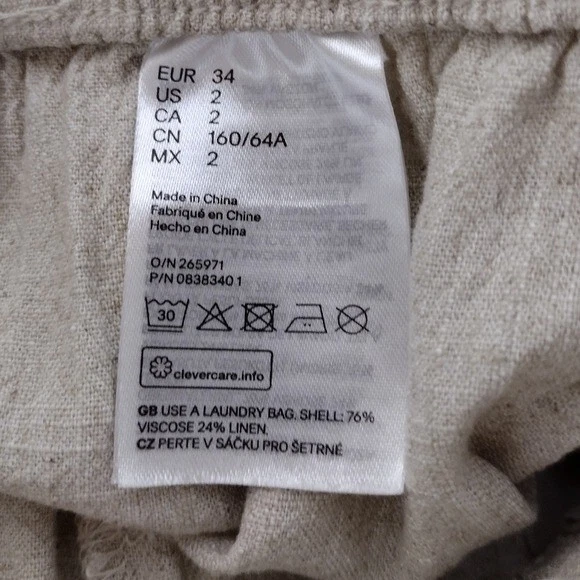 EUR 34
US 2
CA 2
CN 160/64A
MX 2
Made in China
Fabriqué en Chine
Hecho en China
O/N 265971
P/N 0838340 1
30
clevercare.info
GB USE A LAUNDRY BAG. SHELL: 76%
VISCOSE 24% LINEN.
CZ PERTE V SÁČKU PRO ŠETRNÉ